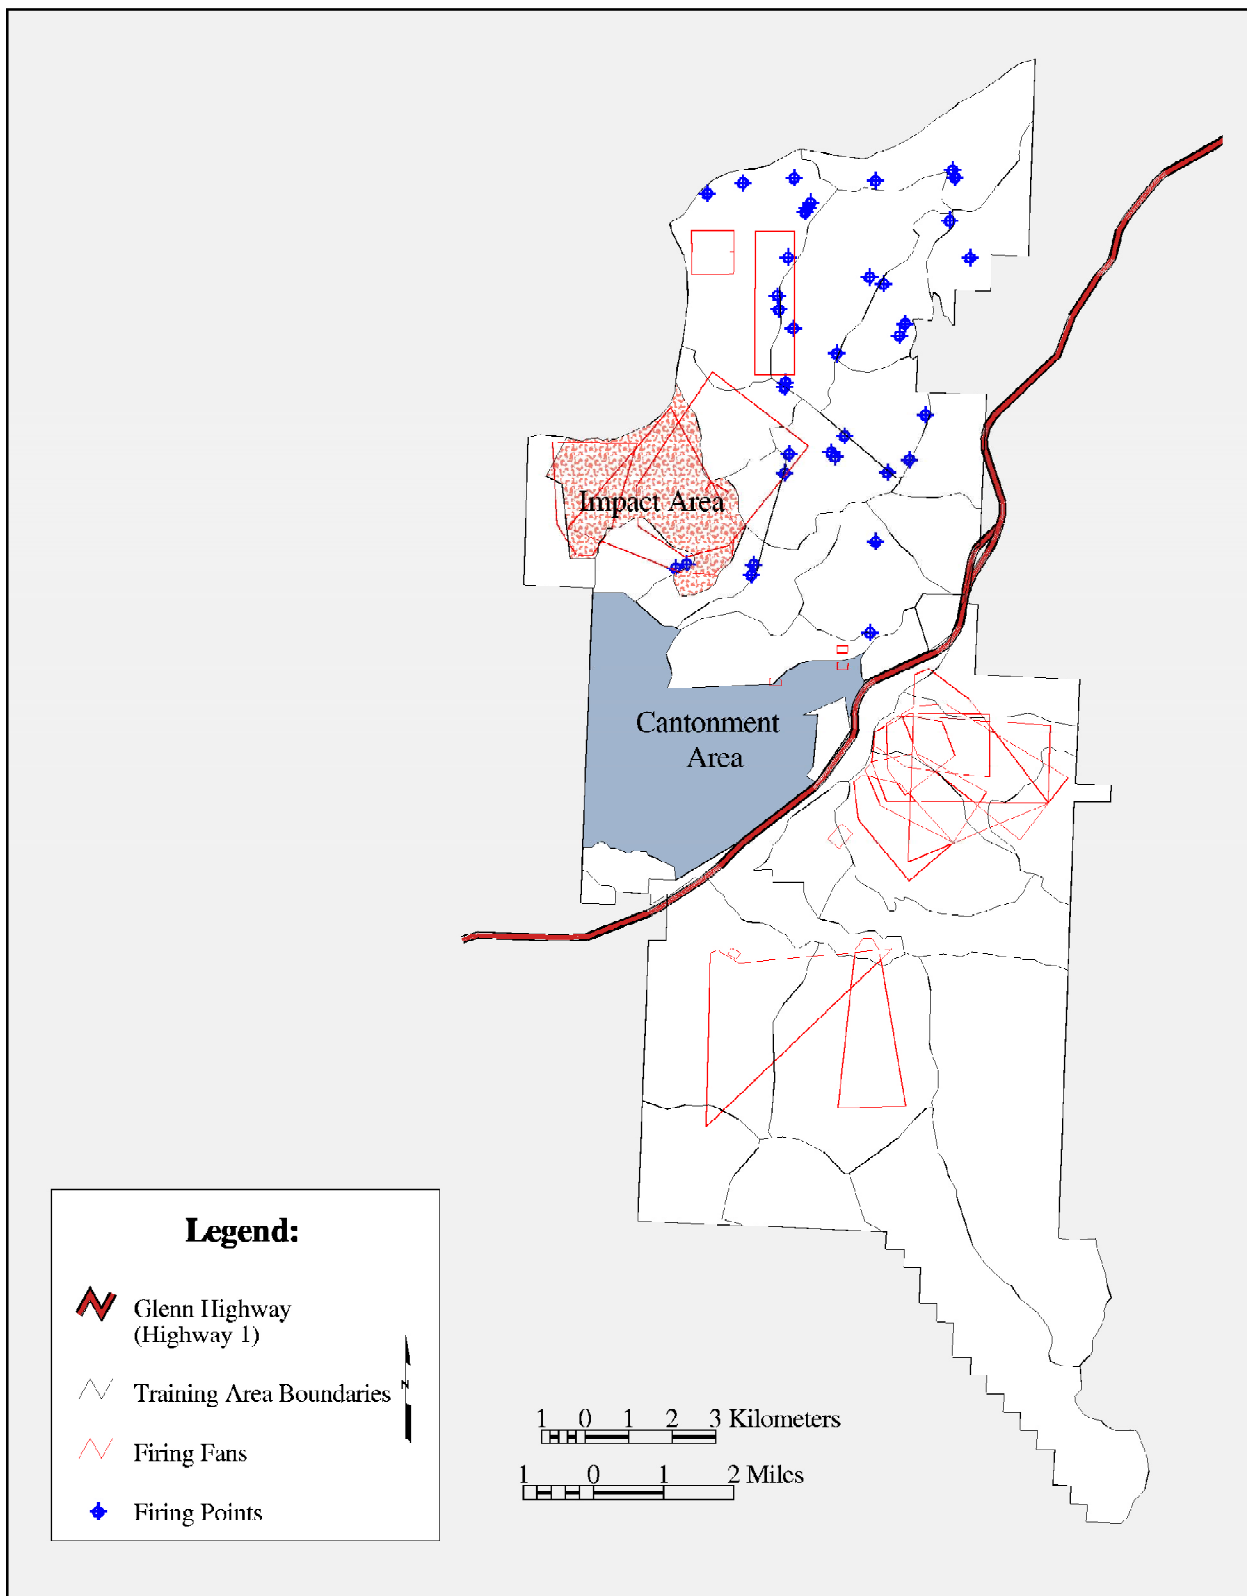 Impact Area
Cantonment
Area
Legend:
Glenn Highway
(Highway 1)
Training Area Boundaries
N
Firing Fans
Firing Points
1 0 1 2 3 Kilometers
1 0 1 2 Miles